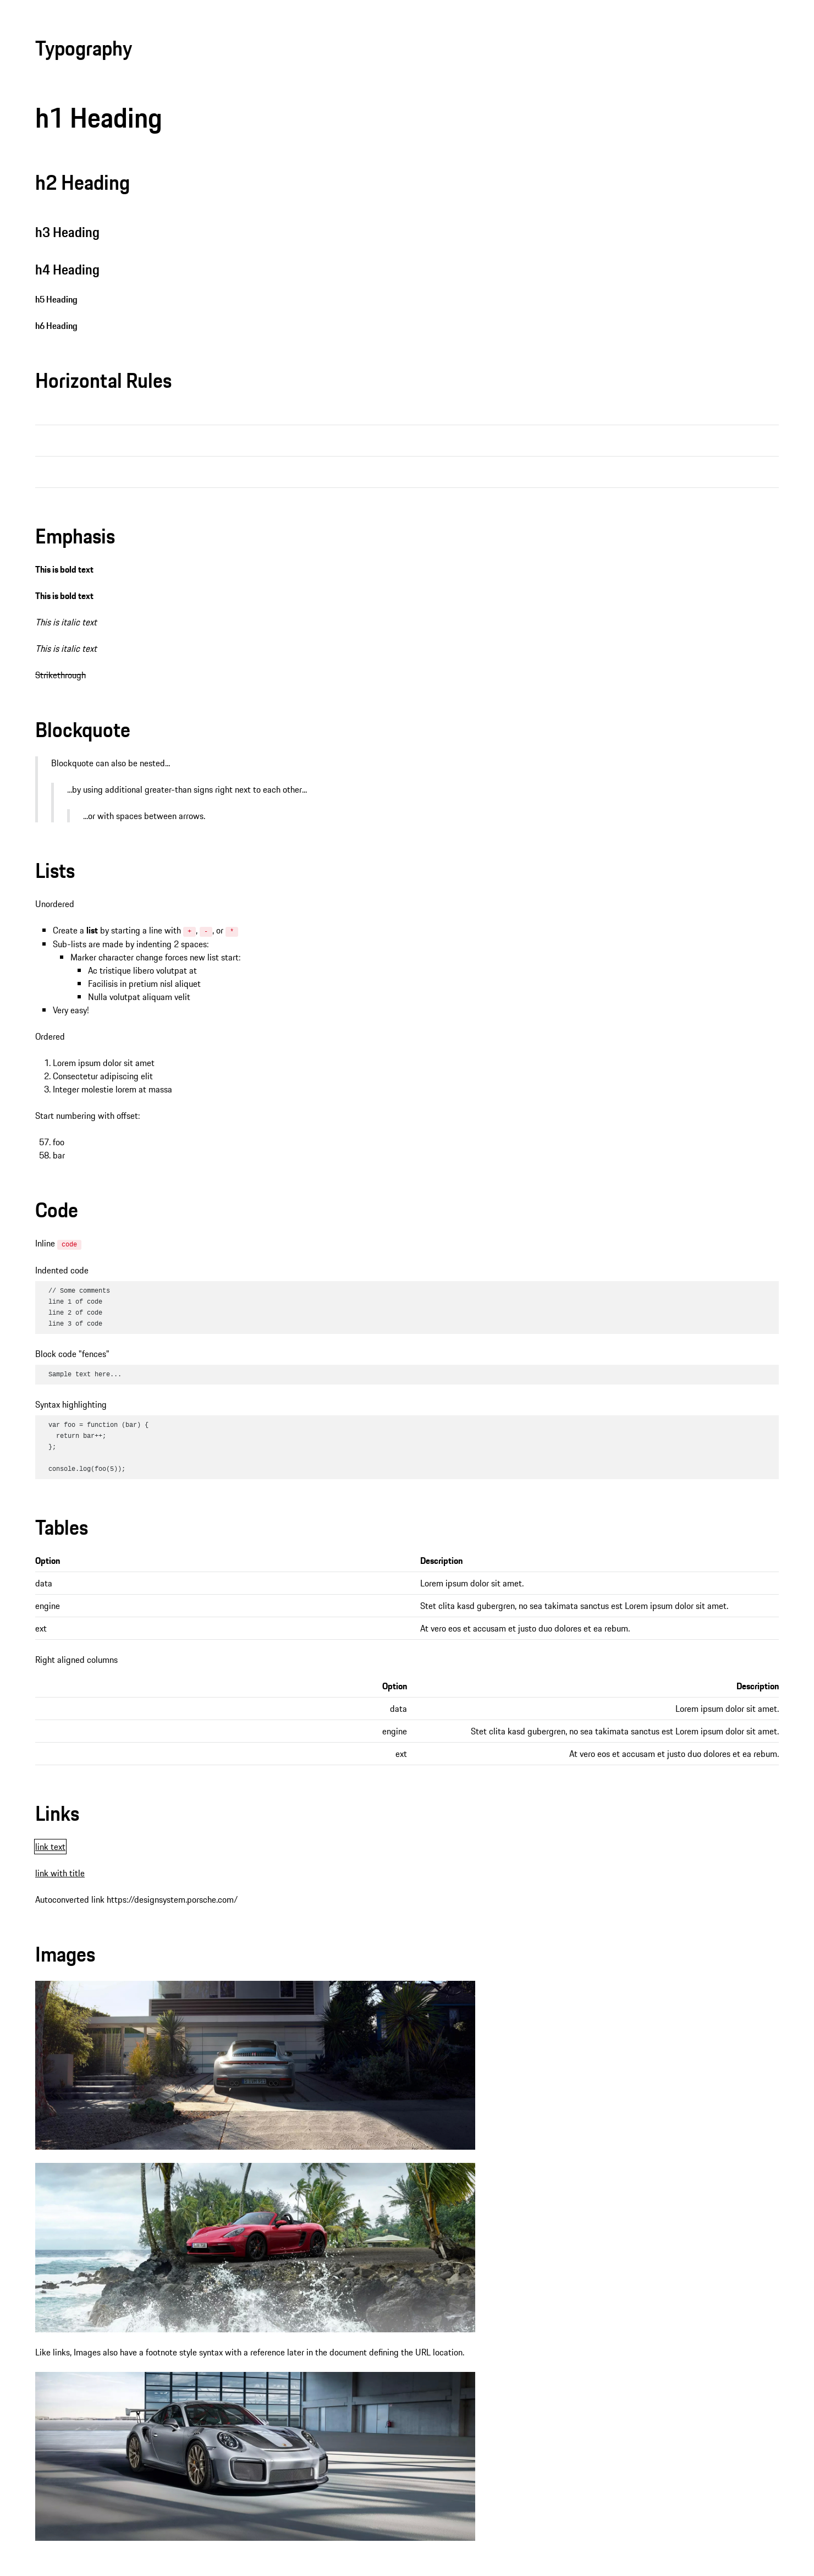 Typography
h1 Heading
h2 Heading
h3 Heading
h4 Heading
h5 Heading
h6 Heading
Horizontal Rules
Emphasis
This is bold text
This is bold text
This is italic text
This is italic text
Strikethrough
Blockquote
Blockquote can also be nested...
...by using additional greater-than signs right next to each other...
...or with spaces between arrows.
Lists
Unordered
Create a list by starting a line with +, -, or *
Sub-lists are made by indenting 2 spaces:
Marker character change forces new list start:
Ac tristique libero volutpat at
Facilisis in pretium nisl aliquet
Nulla volutpat aliquam velit
Very easy!
Ordered
1. Lorem ipsum dolor sit amet
2. Consectetur adipiscing elit
3. Integer molestie lorem at massa
Start numbering with offset:
57. foo
58. bar
Code
Inline code
Indented code
// Some comments
line 1 of code
line 2 of code
line 3 of code
Block code "fences"
Sample text here...
Syntax highlighting
var foo = function (bar) {
  return bar++;
};
console.log(foo(5));
Tables
Option Description
data Lorem ipsum dolor sit amet.
engine Stet clita kasd gubergren, no sea takimata sanctus est Lorem ipsum dolor sit amet.
ext At vero eos et accusam et justo duo dolores et ea rebum.
Right aligned columns
Option Description
data Lorem ipsum dolor sit amet.
engine Stet clita kasd gubergren, no sea takimata sanctus est Lorem ipsum dolor sit amet.
ext At vero eos et accusam et justo duo dolores et ea rebum.
Links
link text
link with title
Autoconverted link https://designsystem.porsche.com/
Images
Like links, Images also have a footnote style syntax with a reference later in the document defining the URL location.